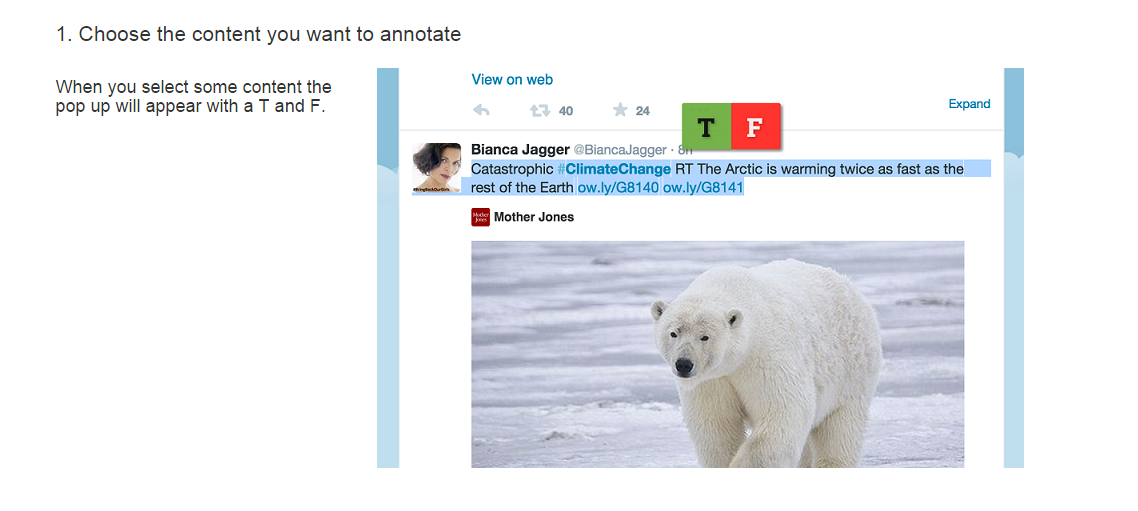 1. Choose the content you want to annotate
When you select some content the
pop up will appear with a T and F.
View on web
40 24
Expand
T F
Bianca Jagger @BiancaJagger · 8h
Catastrophic #ClimateChange RT The Arctic is warming twice as fast as the
rest of the Earth ow.ly/G8140 ow.ly/G8141
#BringBackOurGirls
Mother Jones
Mother Jones